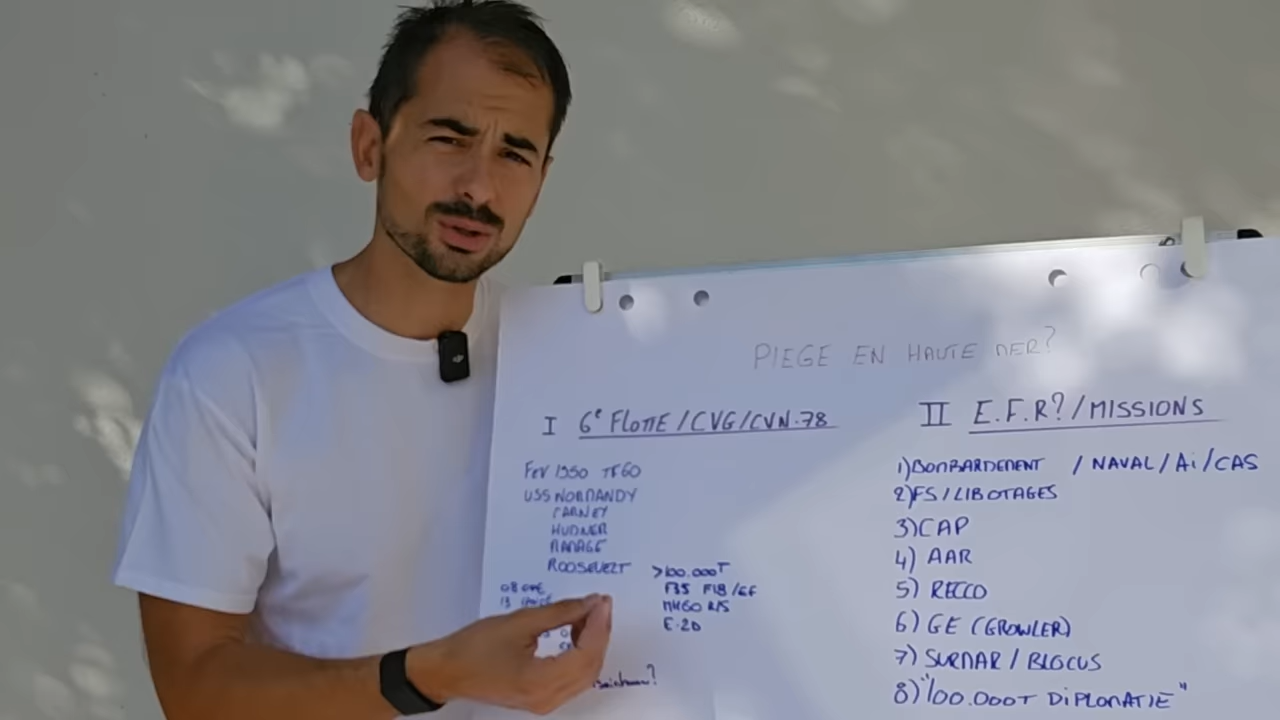 PIEGE EN HAUTE MER?
I 6e FLOTTE/CVG/CVN.78
FEV 1950 TF60
USS NORMANDY
CARNEY
HUDNER
RAMAGE
ROOSEVELT
>100.000T
F35 F18/EF
MH60 R/S
E-2D
II E.F.R?/MISSIONS
1)BOMBARDEMENT / NAVAL/Ai/CAS
2)FS/LIBOTAGES
3)CAP
4) AAR
5) RECCO
6) GE (GROWLER)
7) SURMAR / BLOCUS
8)"100.000T DIPLOMATIE"